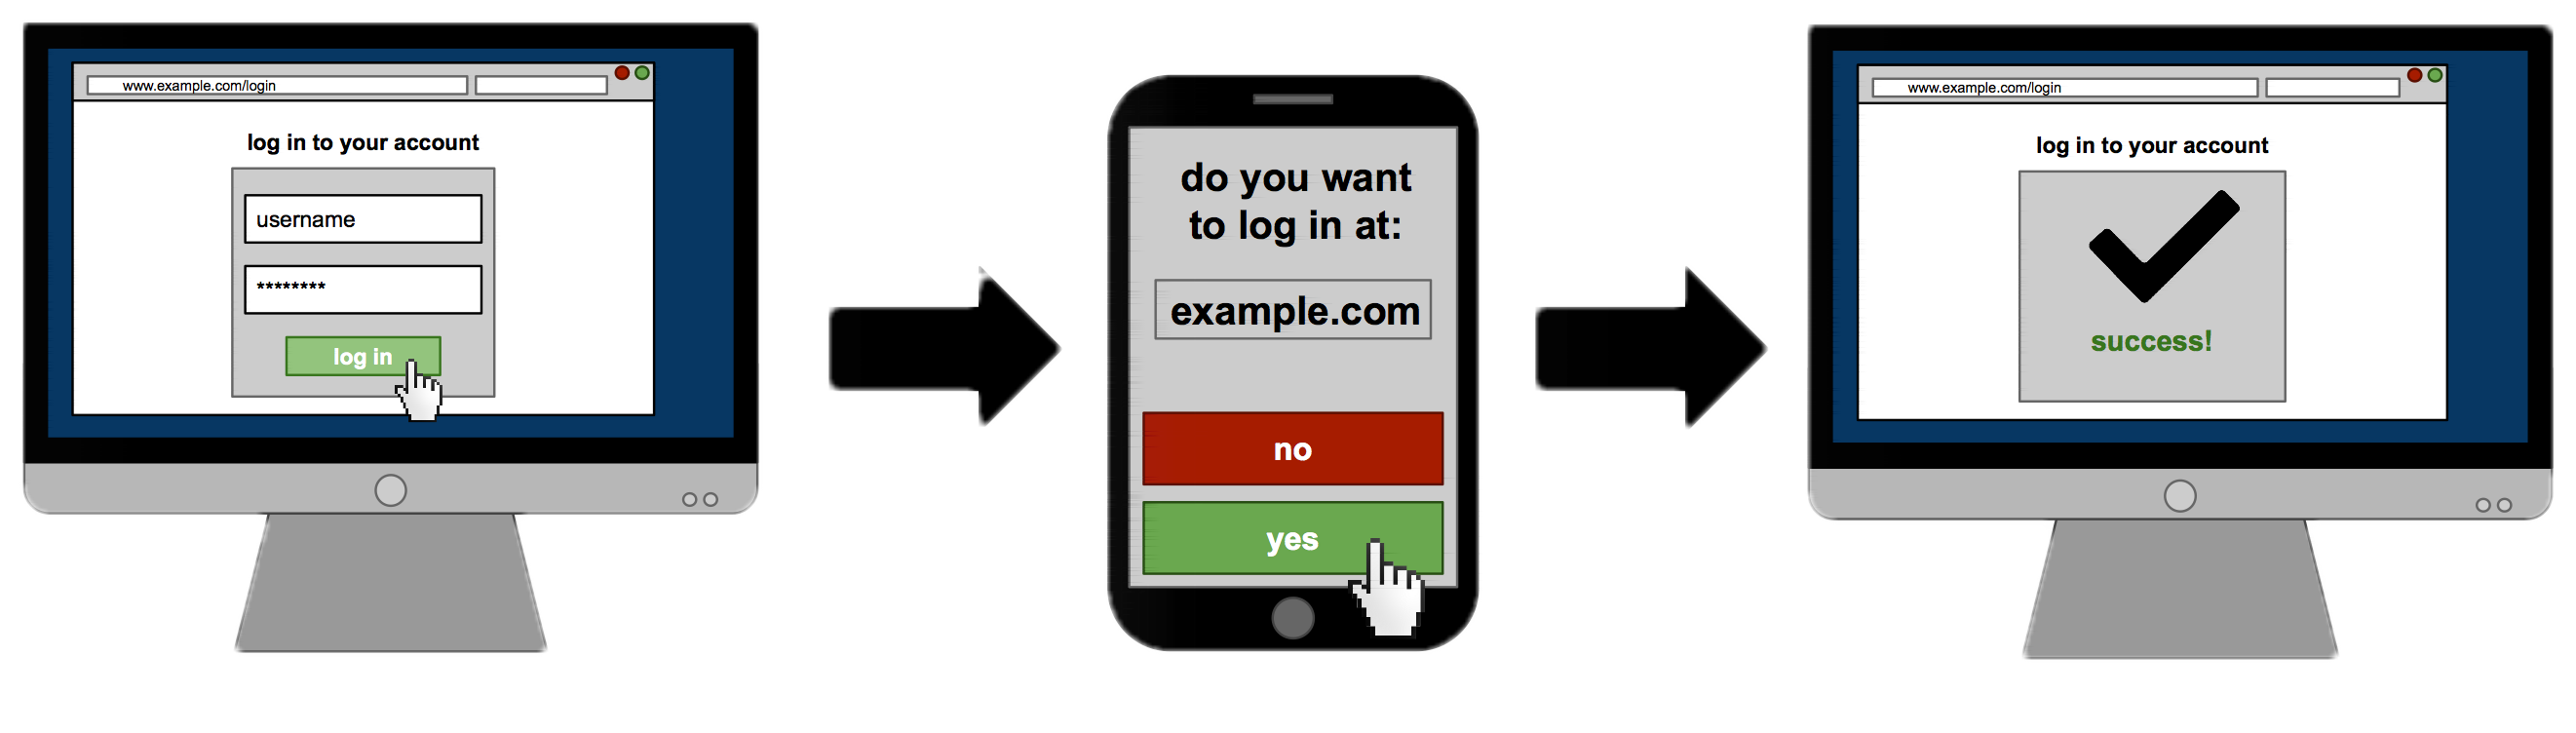 www.example.com/login
log in to your account
username
********
log in
do you want
to log in at:
example.com
no
yes
www.example.com/login
log in to your account
success!